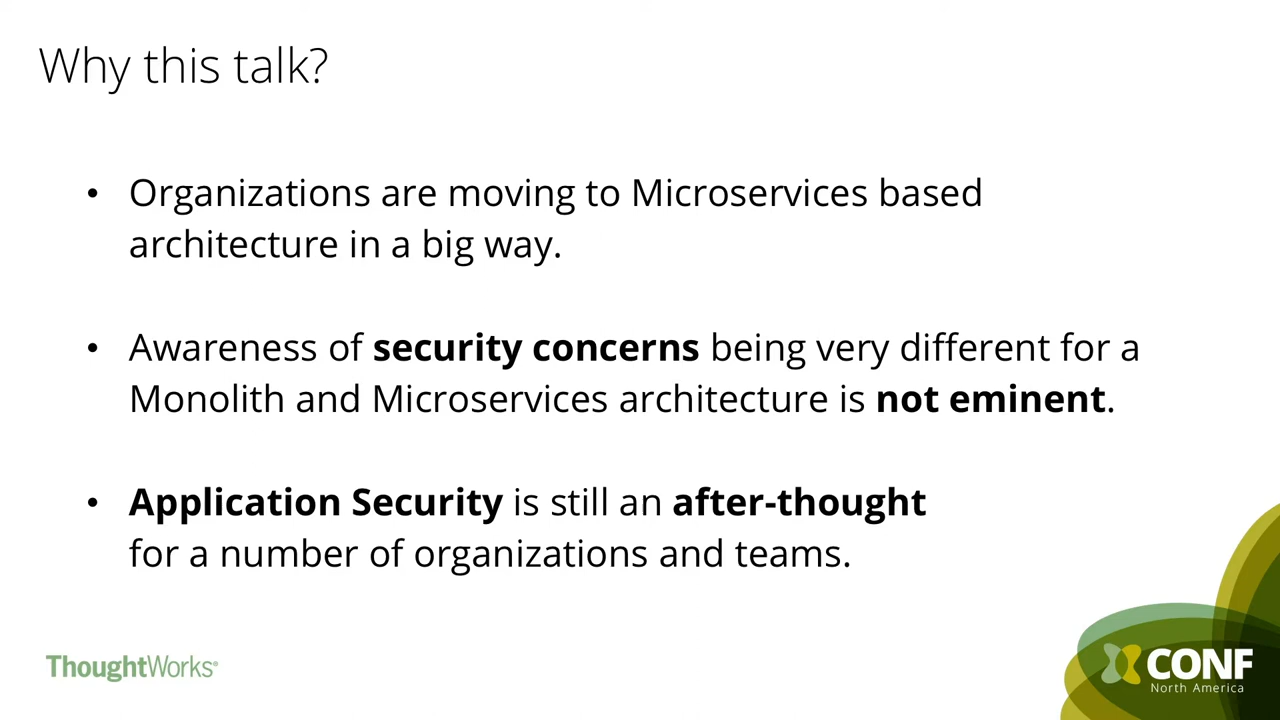 Why this talk?
• Organizations are moving to Microservices based
architecture in a big way.
• Awareness of security concerns being very different for a
Monolith and Microservices architecture is not eminent.
• Application Security is still an after-thought
for a number of organizations and teams.
ThoughtWorks®
XCONF
North America